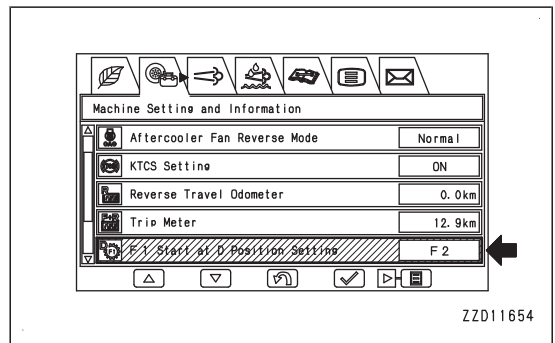 Machine Setting and Information
Aftercooler Fan Reverse Mode Normal
KTCS Setting ON
Reverse Travel Odometer 0.0km
Trip Meter 12.9km
F1 Start at D Position Setting F2
ZZD11654